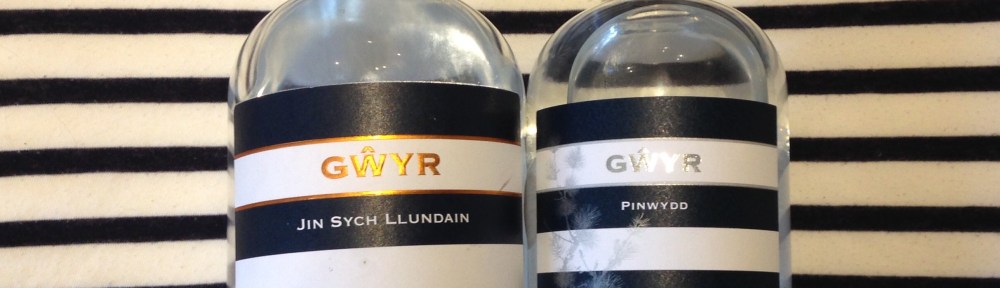 GŴYR
JIN SYCH LLUNDAIN
GŴYR
PINWYDD